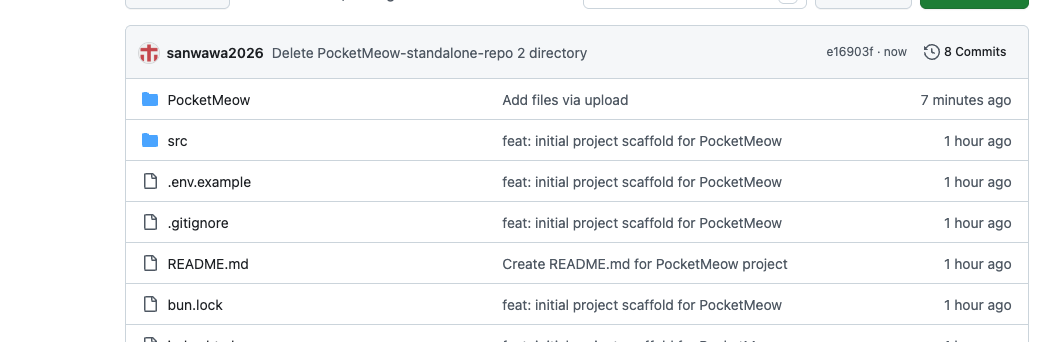 sanwawa2026 Delete PocketMeow-standalone-repo 2 directory e16903f · now 8 Commits
PocketMeow Add files via upload 7 minutes ago
src feat: initial project scaffold for PocketMeow 1 hour ago
.env.example feat: initial project scaffold for PocketMeow 1 hour ago
.gitignore feat: initial project scaffold for PocketMeow 1 hour ago
README.md Create README.md for PocketMeow project 1 hour ago
bun.lock feat: initial project scaffold for PocketMeow 1 hour ago